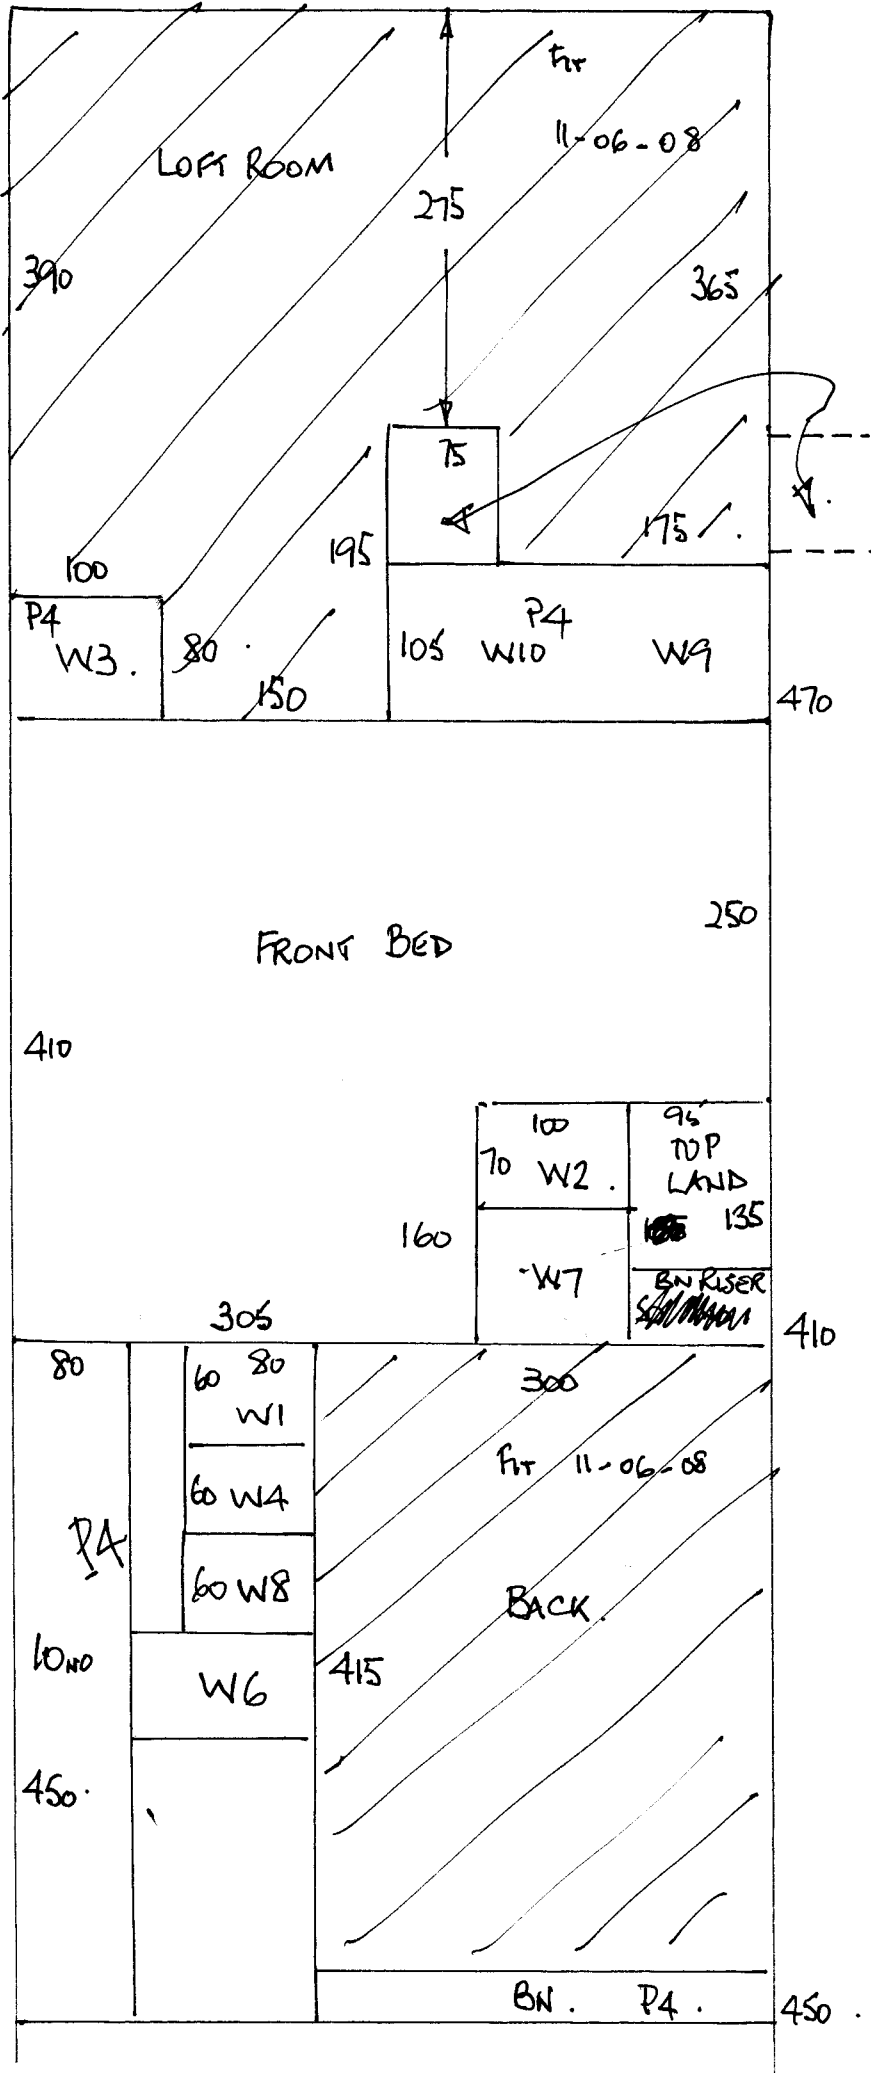 Fit
11-06-08
LOFT ROOM
275
390
365
75
195
175
100
P4
W3.
80
150
P4
105 W10 W9
470
FRONT BED
250
410
100
70 W2.
95
TOP
LAND
135
160
W7
BN RISER
305
410
80
60 80
W1
300
Fit 11-06-08
60 W4
P4
60 W8
BACK.
10NO
W6
415
450.
BN. P4.
450.